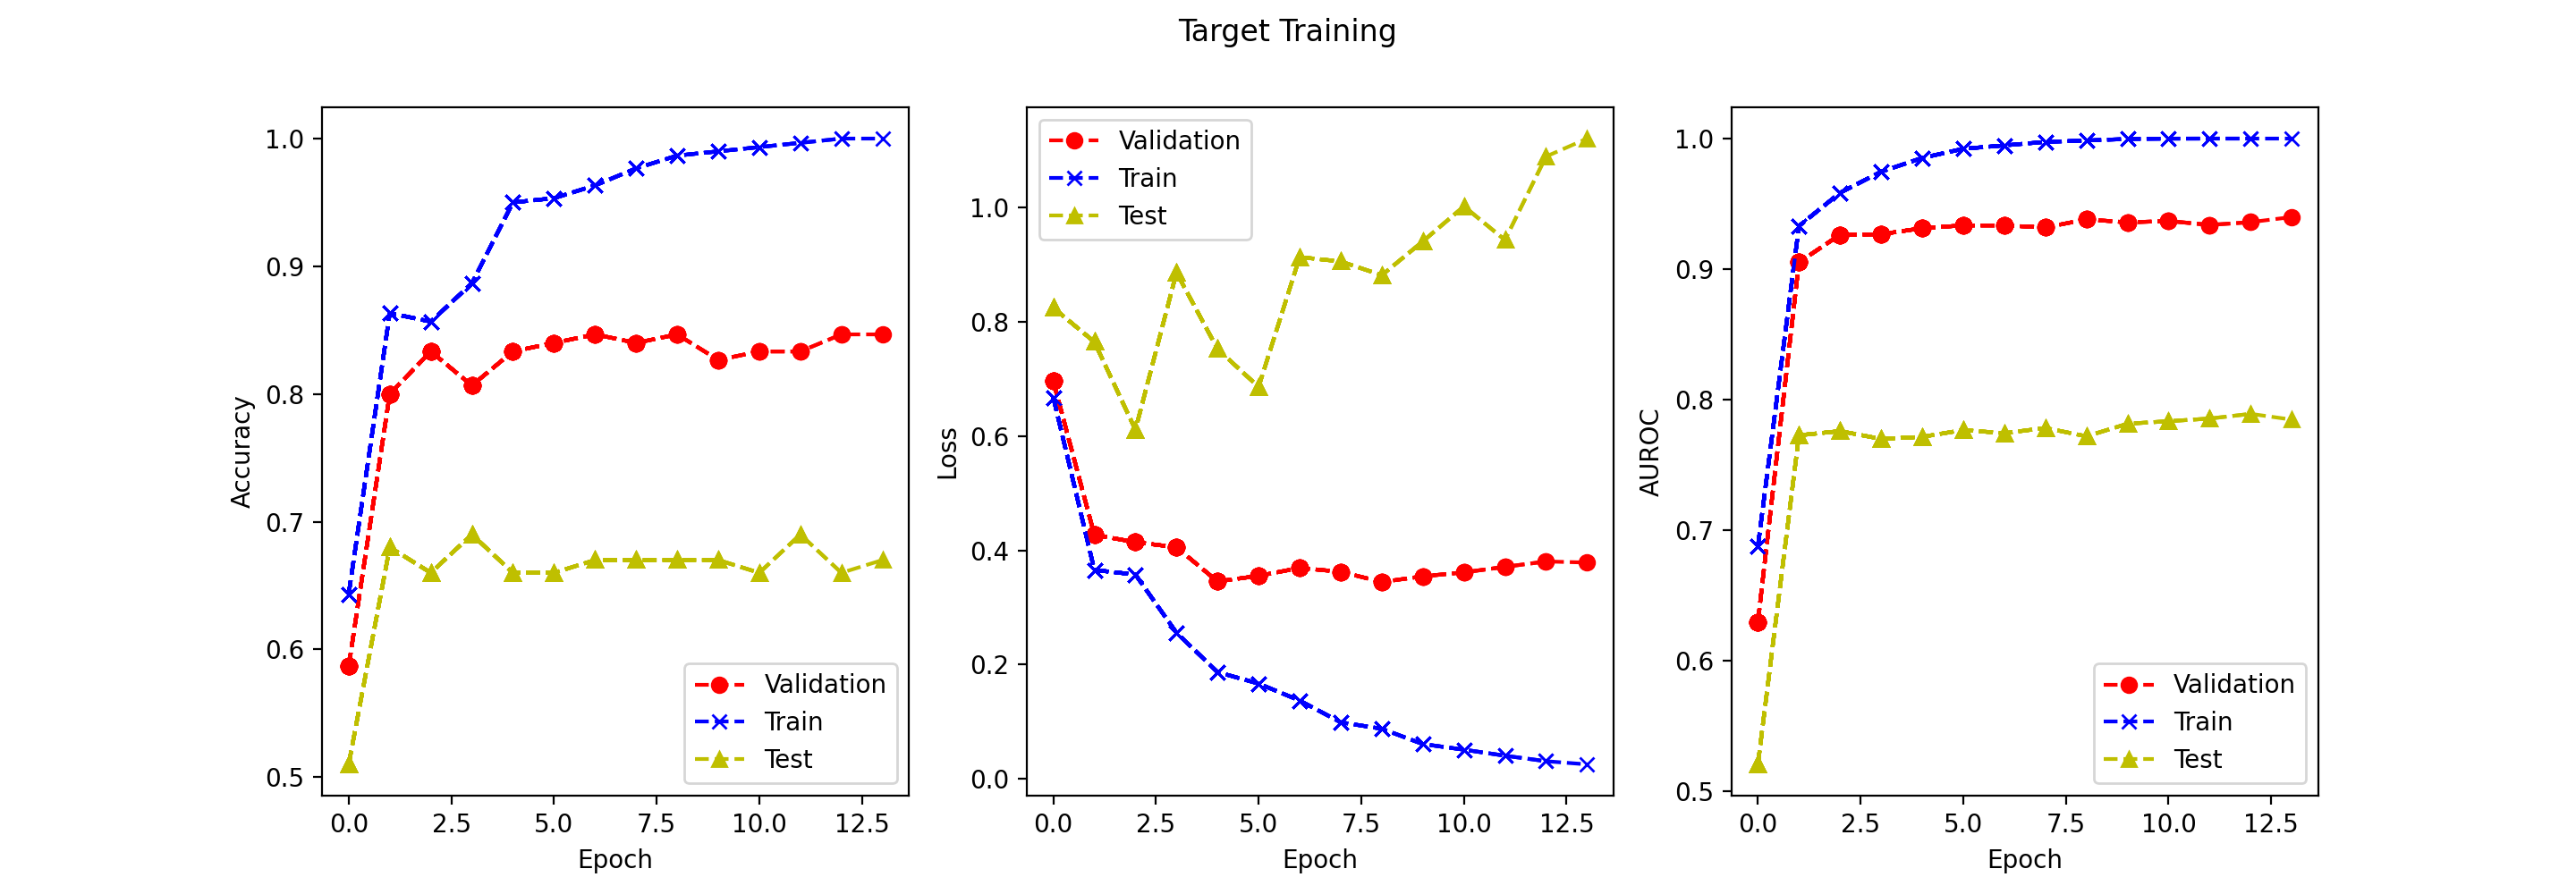 Target Training
1.0
0.9
0.8
0.7
0.6
0.5
Accuracy
0.0 2.5 5.0 7.5 10.0 12.5
Epoch
Validation
Train
Test
1.0
0.8
0.6
0.4
0.2
0.0
Loss
0.0 2.5 5.0 7.5 10.0 12.5
Epoch
Validation
Train
Test
1.0
0.9
0.8
0.7
0.6
0.5
AUROC
0.0 2.5 5.0 7.5 10.0 12.5
Epoch
Validation
Train
Test